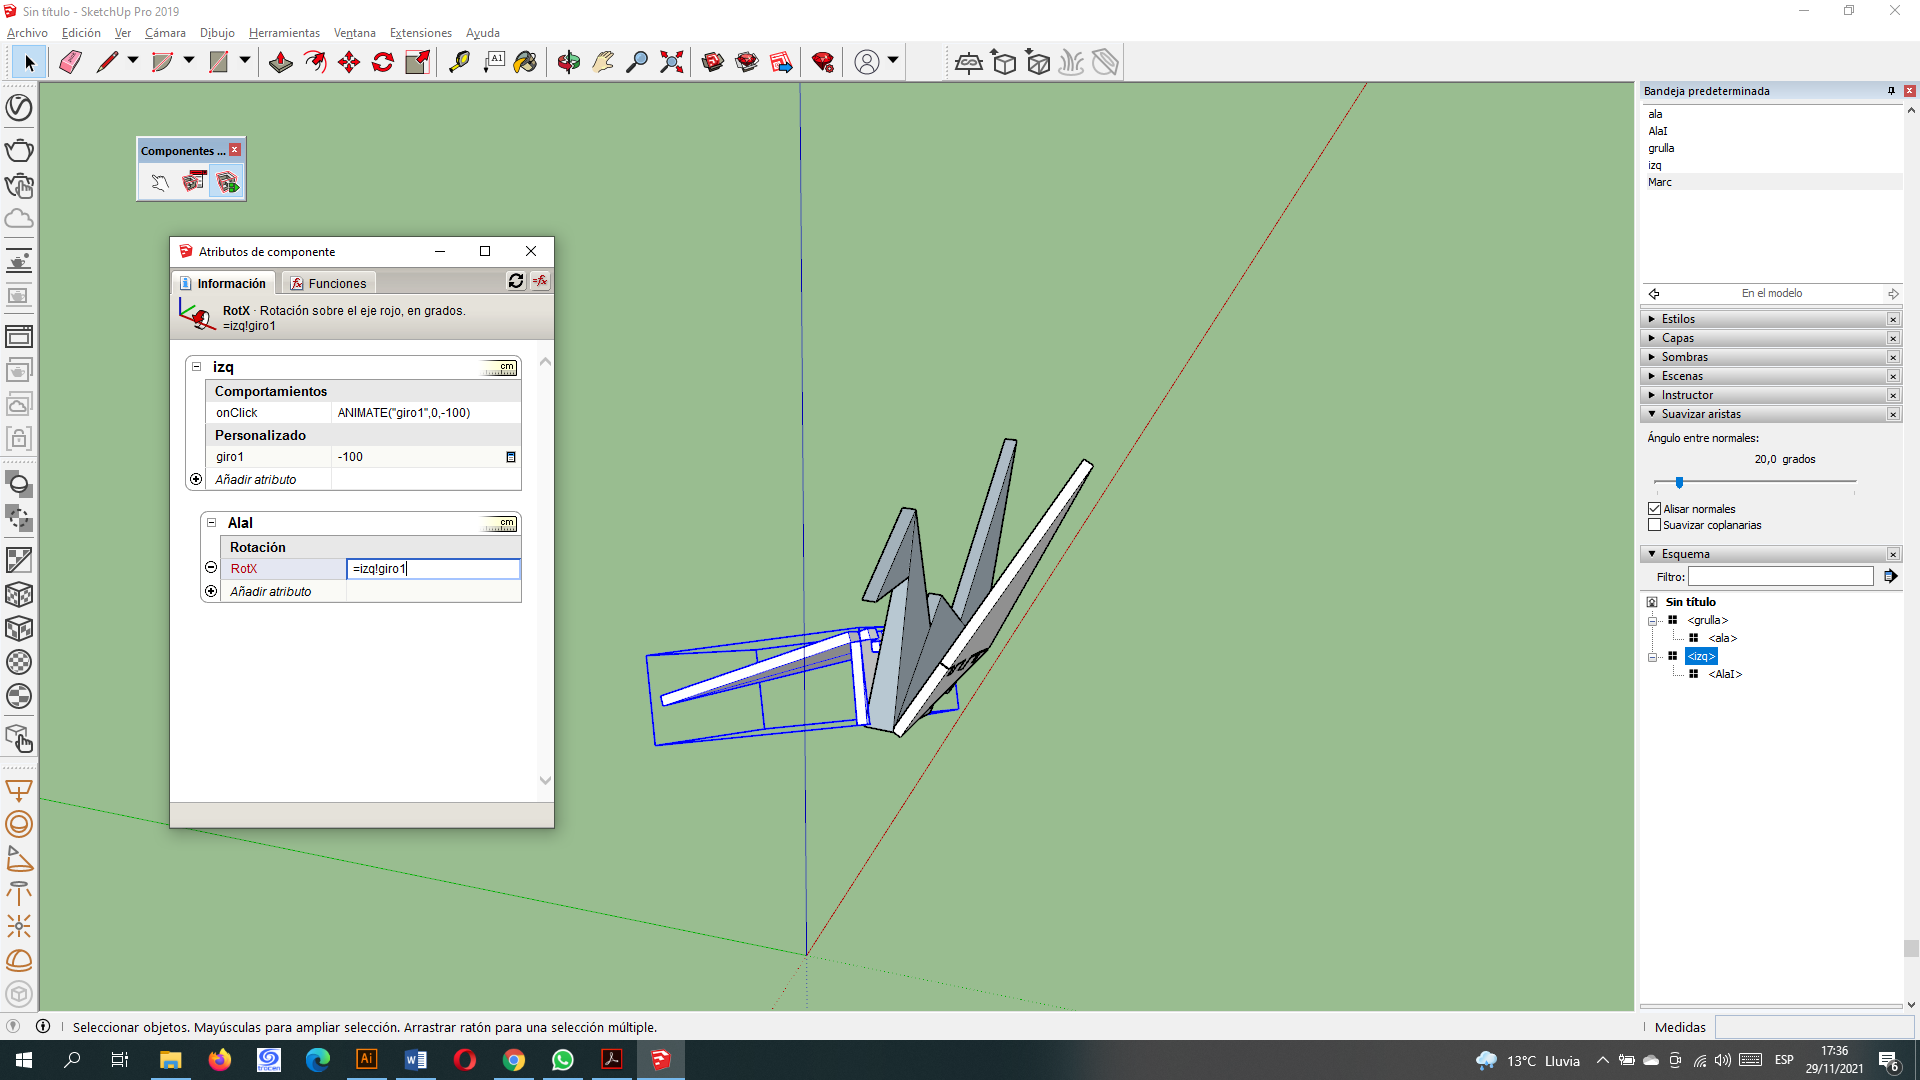 Sin título - SketchUp Pro 2019
Archivo Edición Ver Cámara Dibujo Herramientas Ventana Extensiones Ayuda
A1
Bandeja predeterminada
ala
AlaI
grulla
izq
Marc
En el modelo
Estilos
Capas
Sombras
Escenas
Instructor
Suavizar aristas
Ángulo entre normales:
20,0 grados
Alisar normales
Suavizar coplanarias
Esquema
Filtro:
Sin título
<grulla>
<ala>
<izq>
<AlaI>
Componentes ...
Atributos de componente
Información Funciones
RotX · Rotación sobre el eje rojo, en grados.
=izq!giro1
izq cm
Comportamientos
onClick ANIMATE("giro1",0,-100)
Personalizado
giro1 -100
Añadir atributo
AlaI cm
Rotación
RotX =izq!giro1
Añadir atributo
Seleccionar objetos. Mayúsculas para ampliar selección. Arrastrar ratón para una selección múltiple.
Medidas
Ai
13°C Lluvia
ESP
17:36
29/11/2021
6